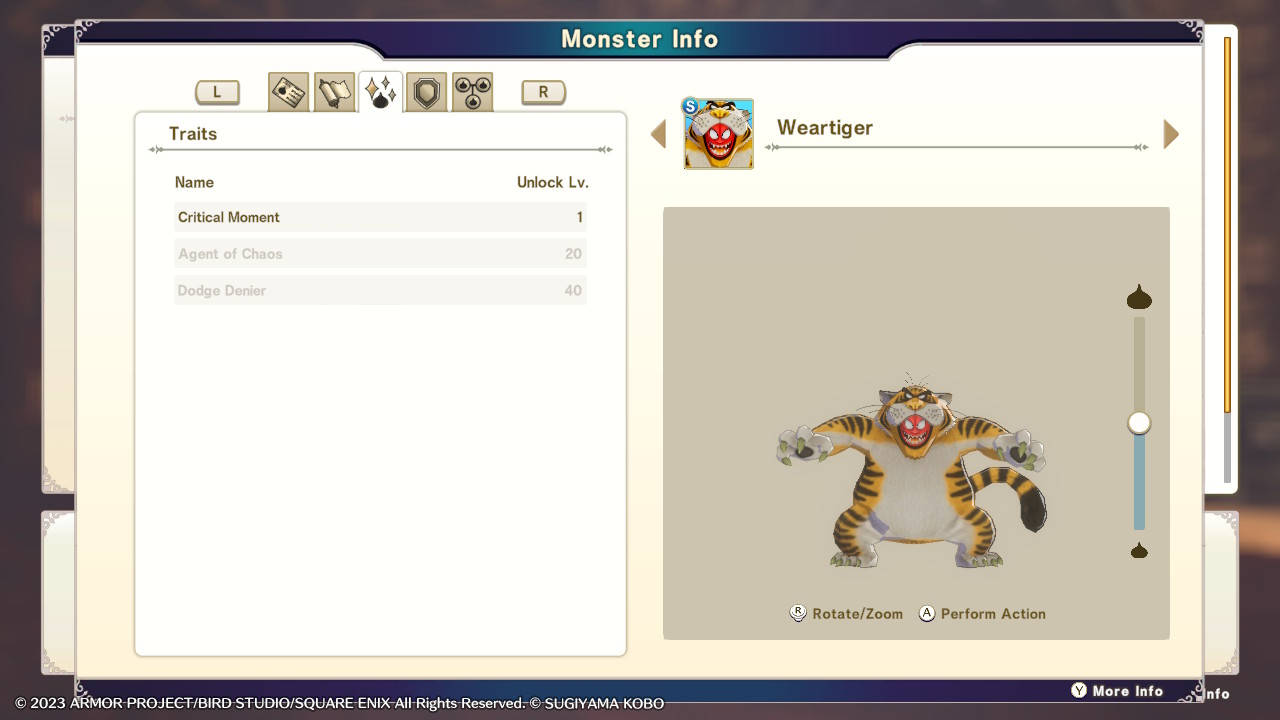 Monster Info
L
R
Traits
Name Unlock Lv.
Critical Moment 1
Agent of Chaos 20
Dodge Denier 40
S
Weartiger
R Rotate/Zoom A Perform Action
Y More Info
nfo
© 2023 ARMOR PROJECT/BIRD STUDIO/SQUARE ENIX All Rights Reserved. © SUGIYAMA KOBO